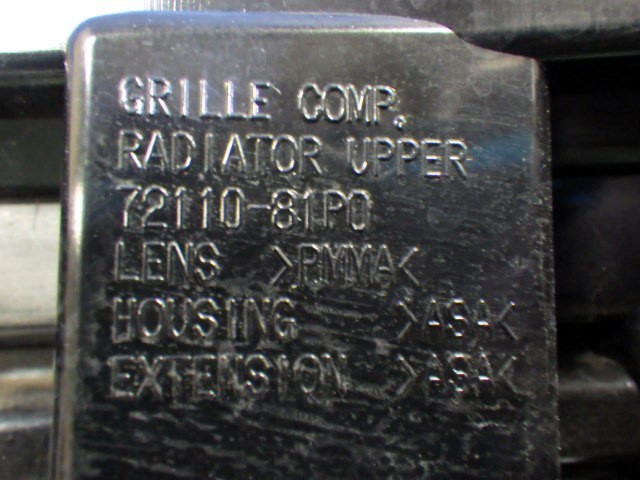 GRILLE COMP.
RADIATOR UPPER
72110-81P0
LENS >PMMA<
HOUSING >ASA<
EXTENSION >ASA<